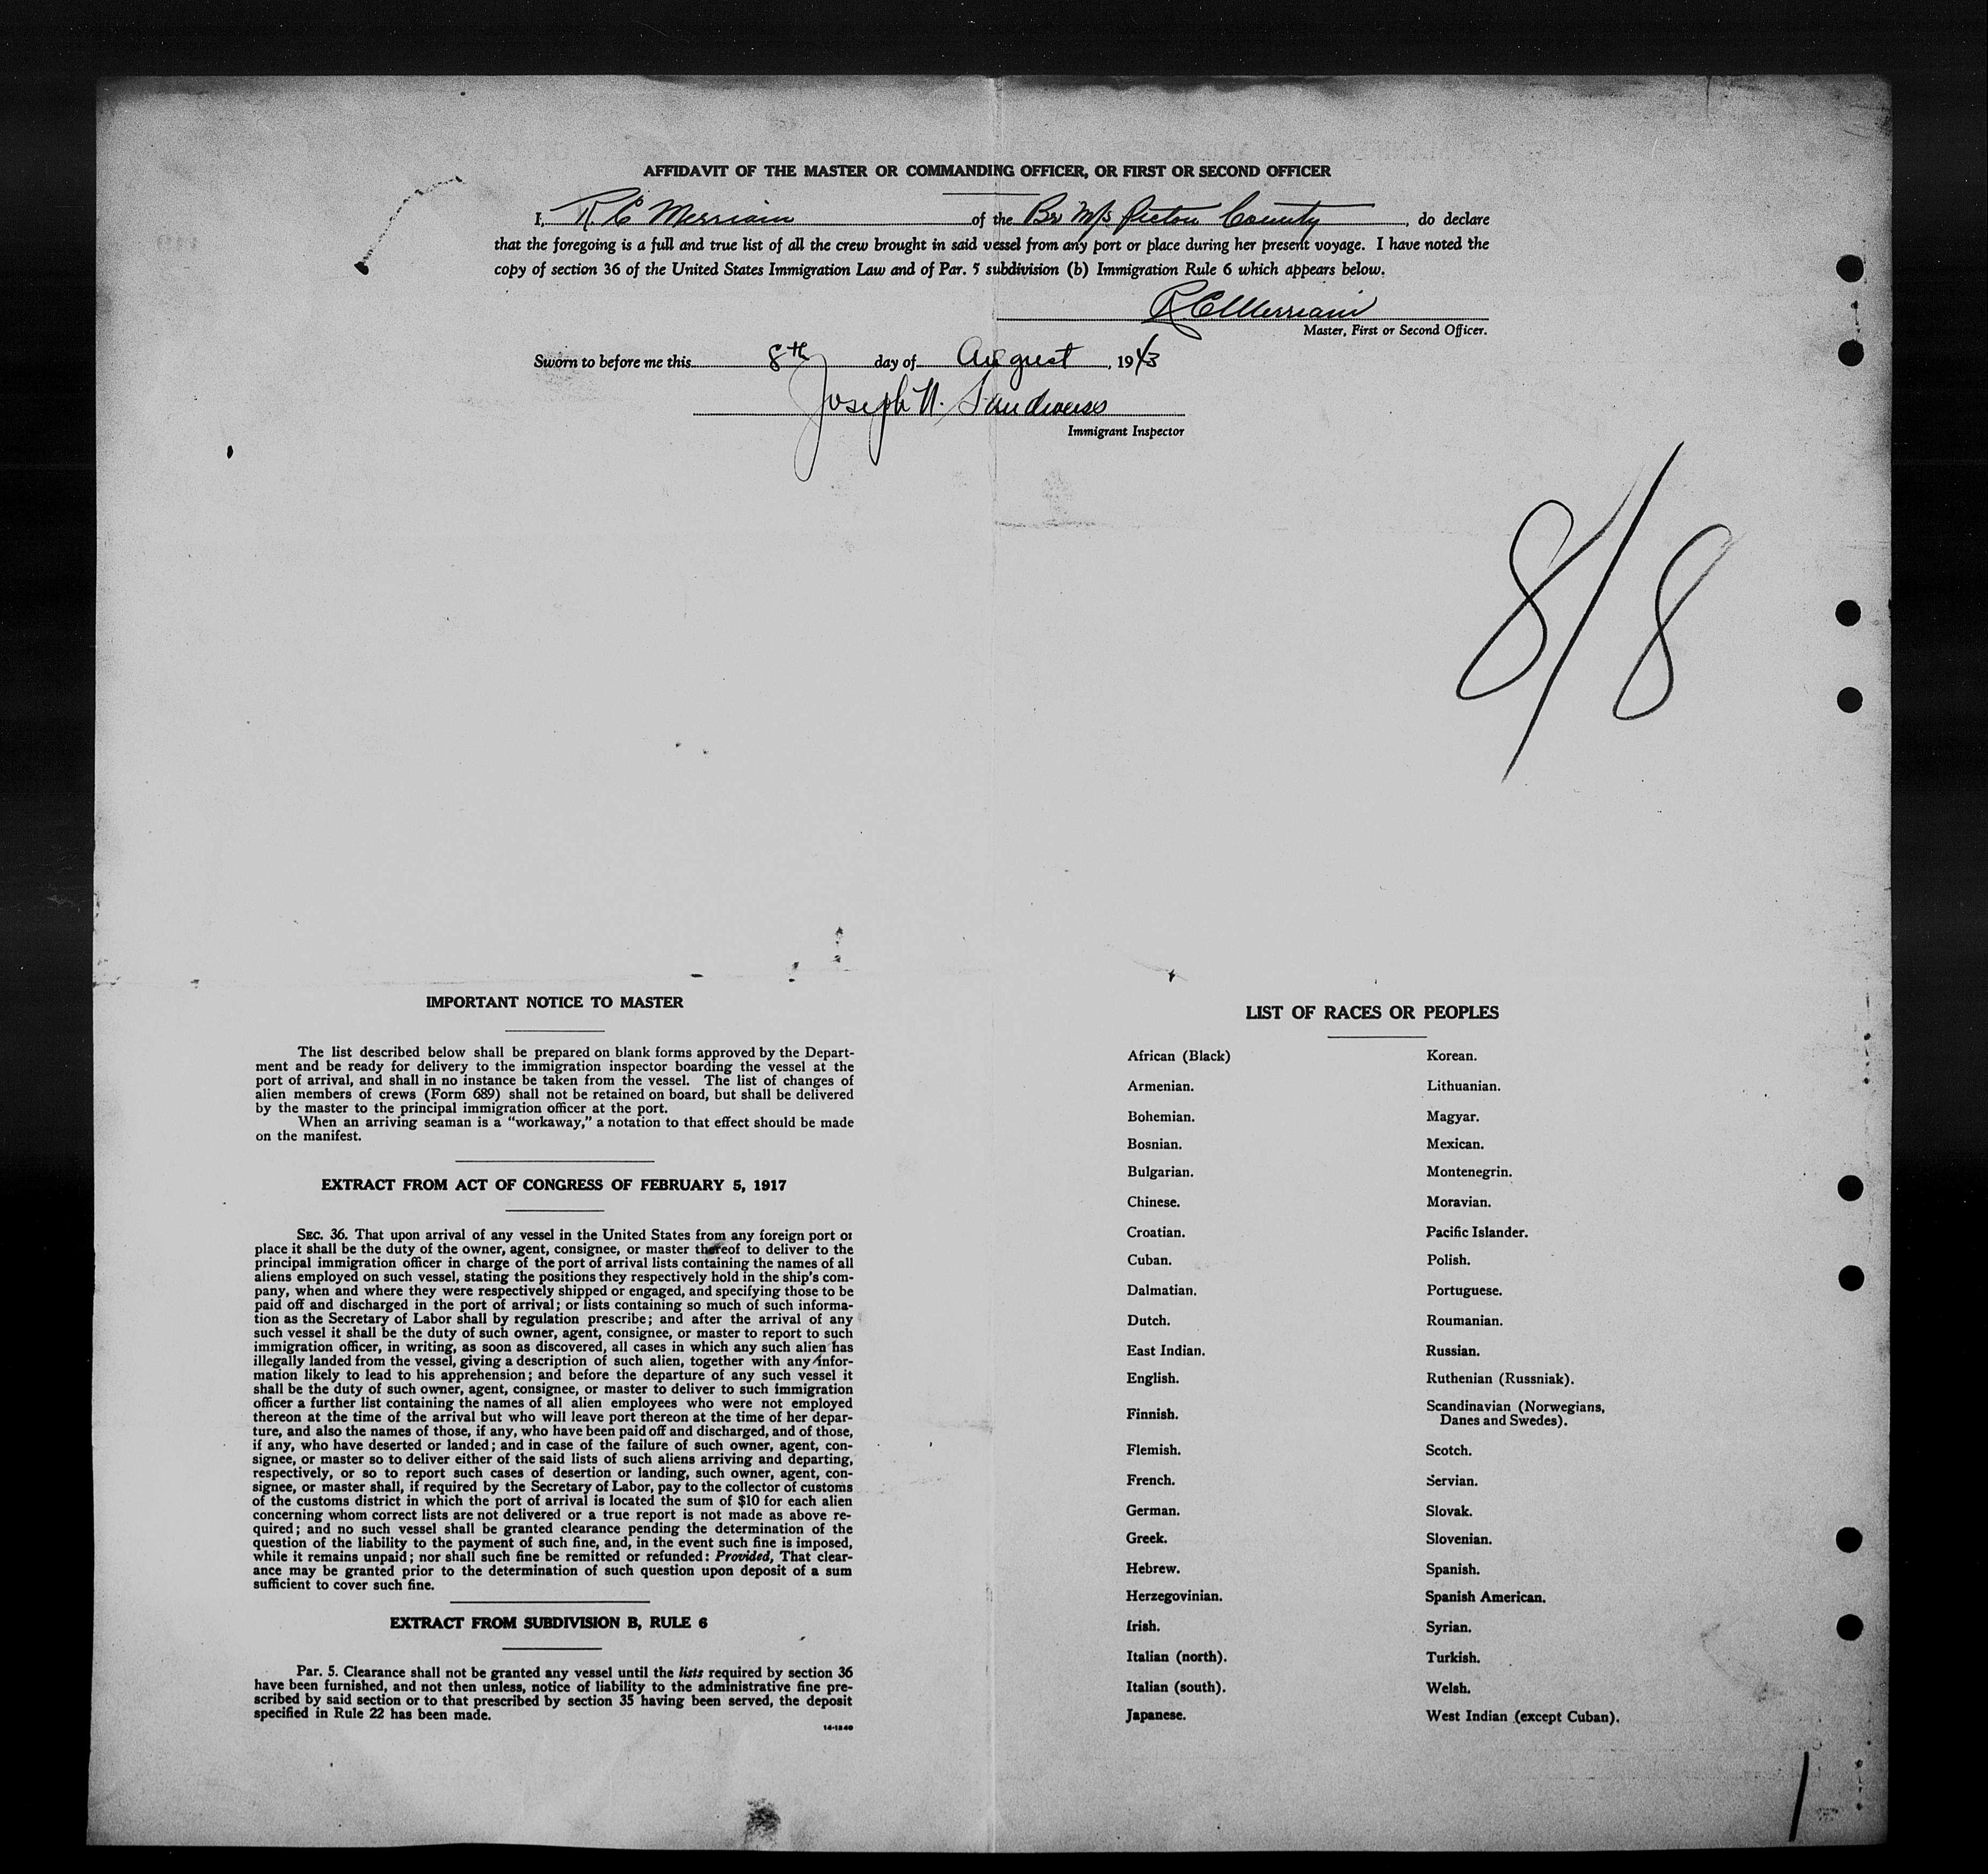 AFFIDAVIT OF THE MASTER OR COMMANDING OFFICER, OR FIRST OR SECOND OFFICER
I, R. C. Merriam of the Br M/s Picton County, do declare
that the foregoing is a full and true list of all the crew brought in said vessel from any port or place during her present voyage. I have noted the
copy of section 36 of the United States Immigration Law and of Par. 5 subdivision (b) Immigration Rule 6 which appears below.
R. C. Merriam
Master, First or Second Officer.
Sworn to before me this 8th day of August, 1943
Joseph N.
Immigrant Inspector
8/8
IMPORTANT NOTICE TO MASTER
The list described below shall be prepared on blank forms approved by the Depart-
ment and be ready for delivery to the immigration inspector boarding the vessel at the
port of arrival, and shall in no instance be taken from the vessel. The list of changes of
alien members of crews (Form 689) shall not be retained on board, but shall be delivered
by the master to the principal immigration officer at the port.
When an arriving seaman is a "workaway," a notation to that effect should be made
on the manifest.
EXTRACT FROM ACT OF CONGRESS OF FEBRUARY 5, 1917
SEC. 36. That upon arrival of any vessel in the United States from any foreign port or
place it shall be the duty of the owner, agent, consignee, or master thereof to deliver to the
principal immigration officer in charge of the port of arrival lists containing the names of all
aliens employed on such vessel, stating the positions they respectively hold in the ship's com-
pany, when and where they were respectively shipped or engaged, and specifying those to be
paid off and discharged in the port of arrival; or lists containing so much of such informa-
tion as the Secretary of Labor shall by regulation prescribe; and after the arrival of any
such vessel it shall be the duty of such owner, agent, consignee, or master to report to such
immigration officer, in writing, as soon as discovered, all cases in which any such alien has
illegally landed from the vessel, giving a description of such alien, together with any infor-
mation likely to lead to his apprehension; and before the departure of any such vessel it
shall be the duty of such owner, agent, consignee, or master to deliver to such immigration
officer a further list containing the names of all alien employees who were not employed
thereon at the time of the arrival but who will leave port thereon at the time of her depar-
ture, and also the names of those, if any, who have been paid off and discharged, and of those,
if any, who have deserted or landed; and in case of the failure of such owner, agent, con-
signee, or master so to deliver either of the said lists of such aliens arriving and departing,
respectively, or so to report such cases of desertion or landing, such owner, agent, con-
signee, or master shall, if required by the Secretary of Labor, pay to the collector of customs
of the customs district in which the port of arrival is located the sum of $10 for each alien
concerning whom correct lists are not delivered or a true report is not made as above re-
quired; and no such vessel shall be granted clearance pending the determination of the
question of the liability to the payment of such fine, and, in the event such fine is imposed,
while it remains unpaid; nor shall such fine be remitted or refunded: Provided, That clear-
ance may be granted prior to the determination of such question upon deposit of a sum
sufficient to cover such fine.
EXTRACT FROM SUBDIVISION B, RULE 6
Par. 5. Clearance shall not be granted any vessel until the lists required by section 36
have been furnished, and not then unless, notice of liability to the administrative fine pre-
scribed by said section or to that prescribed by section 35 having been served, the deposit
specified in Rule 22 has been made.
14-1240
LIST OF RACES OR PEOPLES
African (Black)
Armenian.
Bohemian.
Bosnian.
Bulgarian.
Chinese.
Croatian.
Cuban.
Dalmatian.
Dutch.
East Indian.
English.
Finnish.
Flemish.
French.
German.
Greek.
Hebrew.
Herzegovinian.
Irish.
Italian (north).
Italian (south).
Japanese.
Korean.
Lithuanian.
Magyar.
Mexican.
Montenegrin.
Moravian.
Pacific Islander.
Polish.
Portuguese.
Roumanian.
Russian.
Ruthenian (Russniak).
Scandinavian (Norwegians,
Danes and Swedes).
Scotch.
Servian.
Slovak.
Slovenian.
Spanish.
Spanish American.
Syrian.
Turkish.
Welsh.
West Indian (except Cuban).